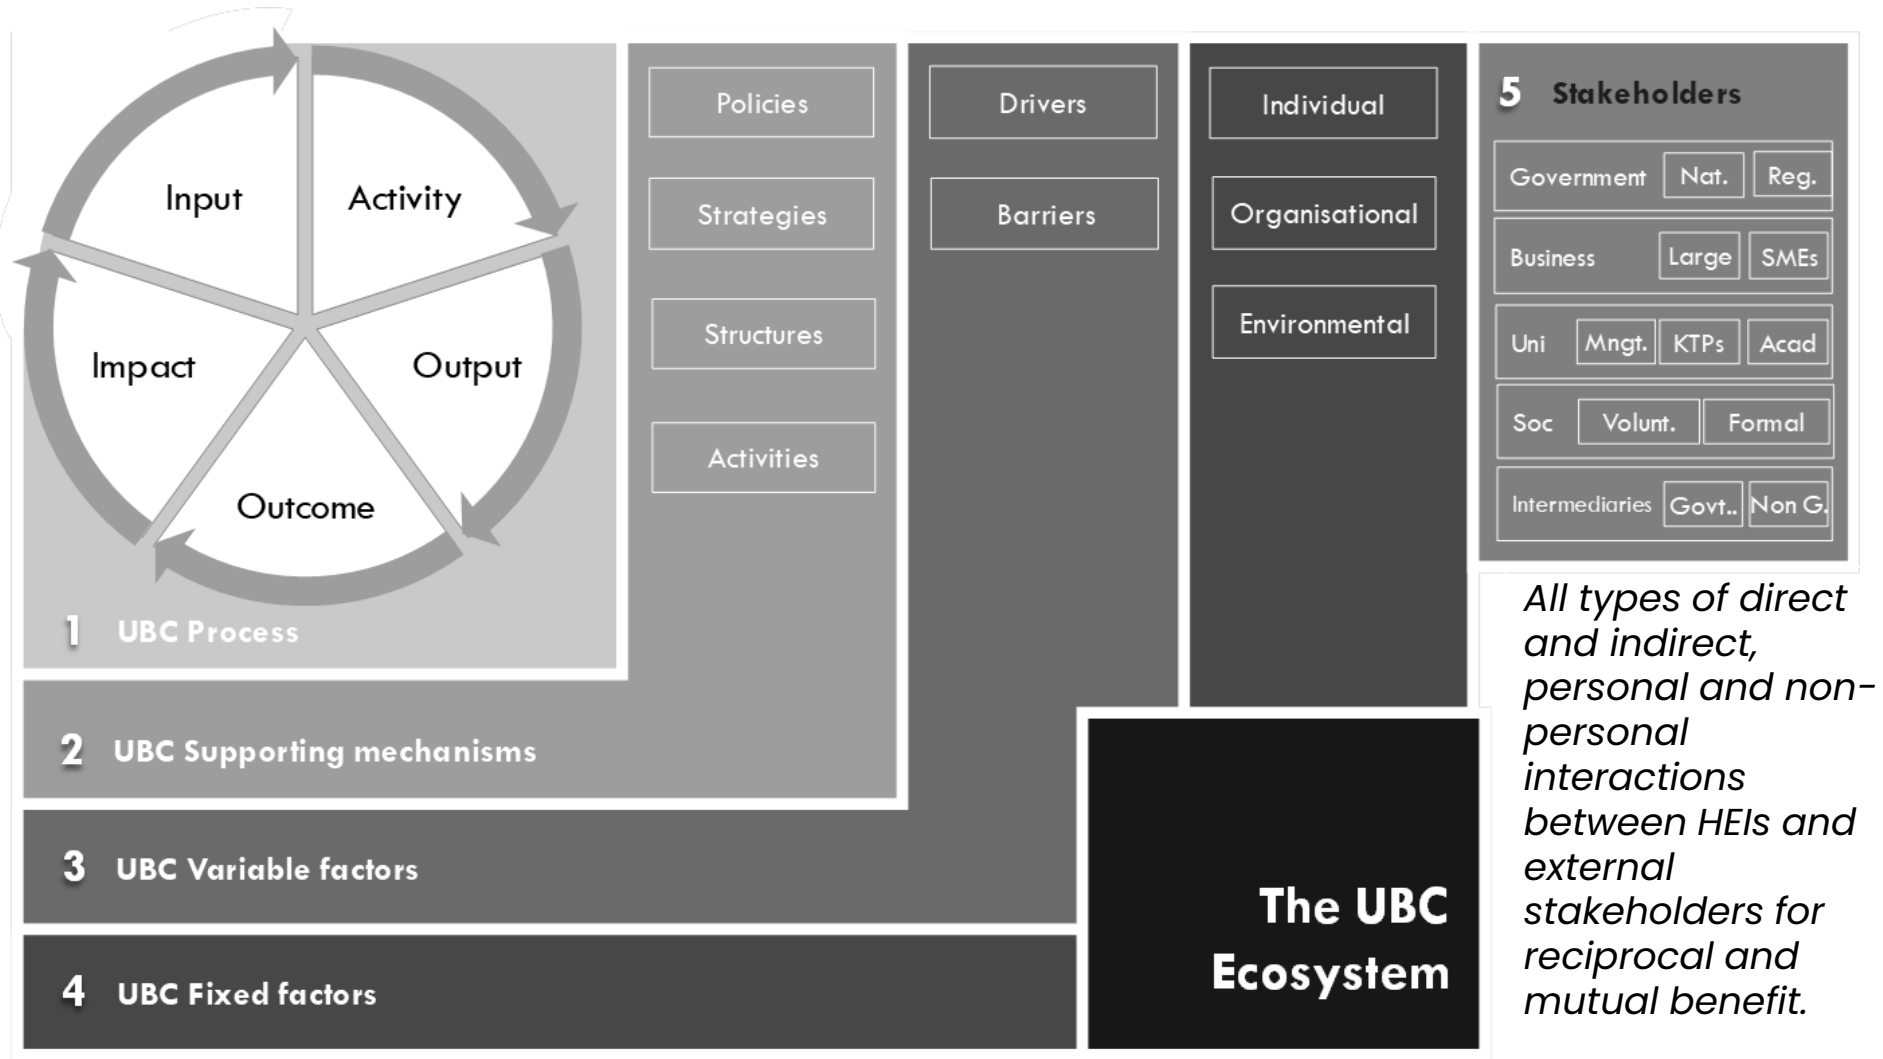 Input
Activity
Output
Outcome
Impact
1 UBC Process
Policies
Strategies
Structures
Activities
2 UBC Supporting mechanisms
Drivers
Barriers
3 UBC Variable factors
Individual
Organisational
Environmental
4 UBC Fixed factors
The UBC
Ecosystem
5 Stakeholders
Government Nat. Reg.
Business Large SMEs
Uni Mngt. KTPs Acad
Soc Volunt. Formal
Intermediaries Govt.. Non G.
All types of direct
and indirect,
personal and non-
personal
interactions
between HEIs and
external
stakeholders for
reciprocal and
mutual benefit.